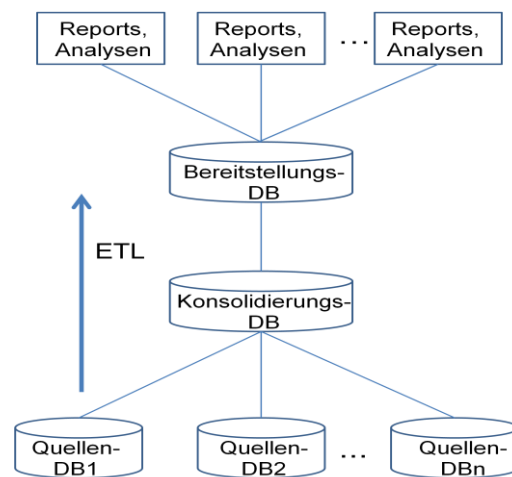 Reports,
Analysen
Reports,
Analysen
...
Reports,
Analysen
Bereitstellungs-
DB
ETL
Konsolidierungs-
DB
Quellen-
DB1
Quellen-
DB2
...
Quellen-
DBn